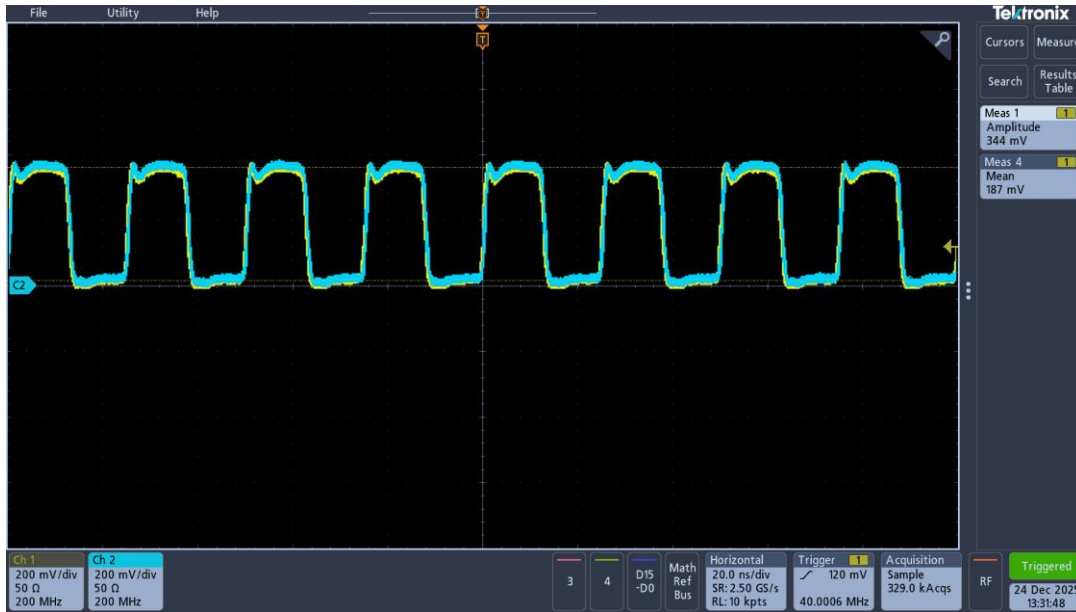 File Utility Help
Tektronix
T
Cursors Measure
Search Results
Table
Meas 1 1
Amplitude
344 mV
Meas 4 1
Mean
187 mV
C2
Ch 1
200 mV/div
50 Ω
200 MHz
Ch 2
200 mV/div
50 Ω
200 MHz
3
4
D15
-D0
Math
Ref
Bus
Horizontal
20.0 ns/div
SR: 2.50 GS/s
RL: 10 kpts
Trigger 1
120 mV
40.0006 MHz
Acquisition
Sample
329.0 kAcqs
RF
Triggered
24 Dec 2025
13:31:48